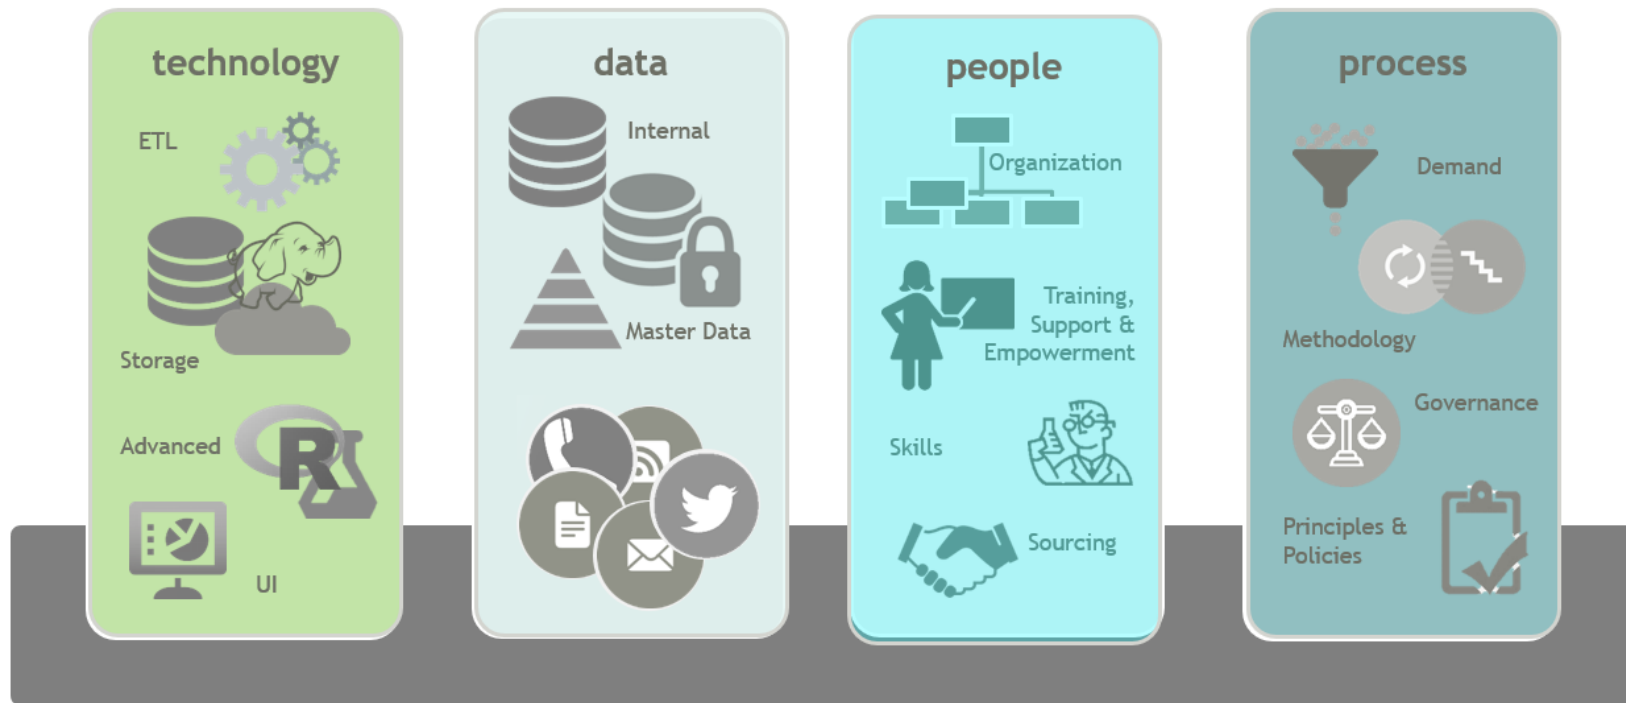 technology
ETL
Storage
Advanced
R
UI
data
Internal
Master Data
people
Organization
Training,
Support &
Empowerment
Skills
Sourcing
process
Demand
Methodology
Governance
Principles &
Policies